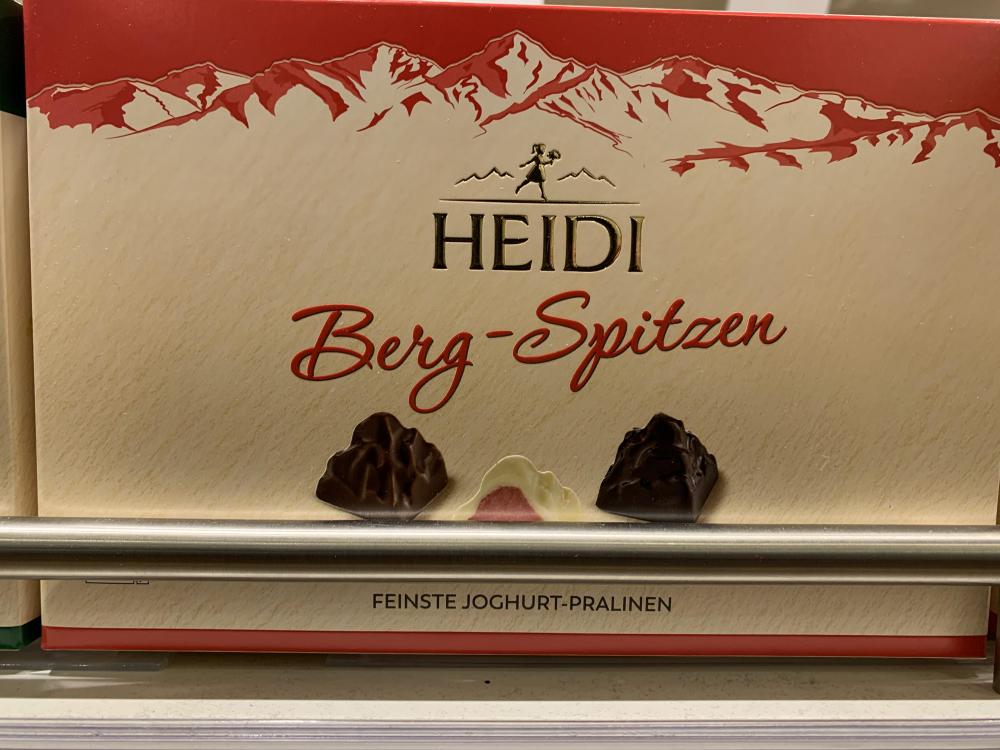 HEIDI
Berg-Spitzen
FEINSTE JOGHURT-PRALINEN